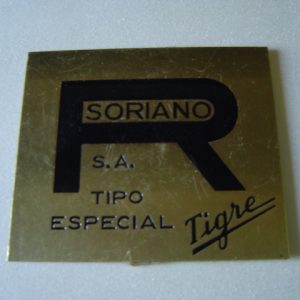 R
SORIANO
S.A.
TIPO
ESPECIAL Tigre